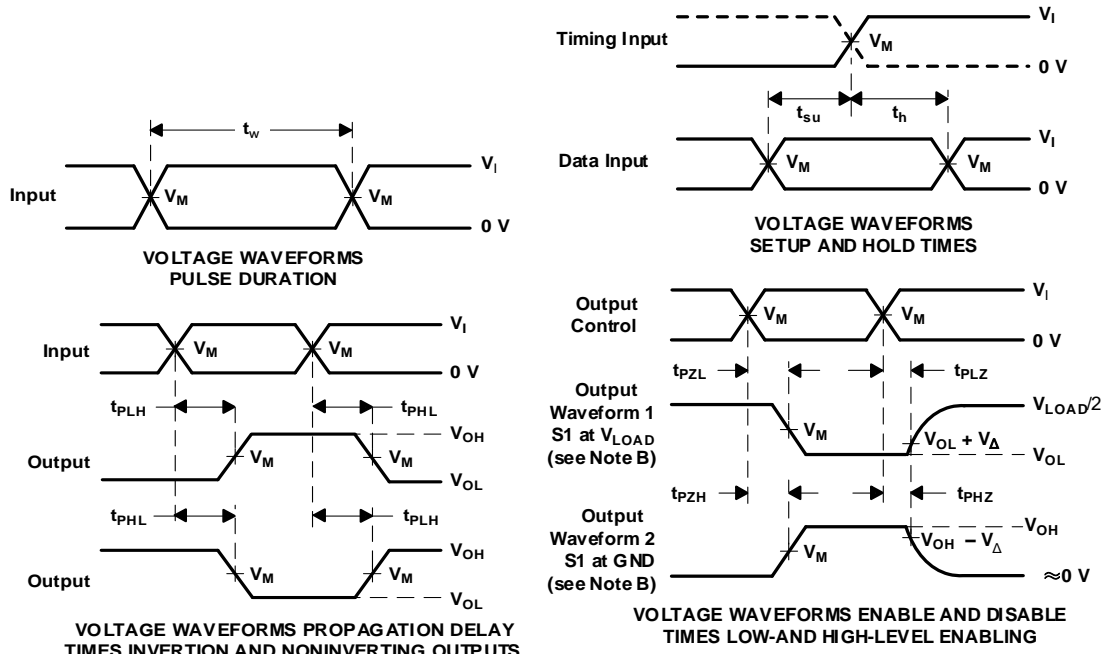 t_w
V_I
Input
V_M
V_M
0 V
VOLTAGE WAVEFORMS
PULSE DURATION
V_I
Timing Input
V_M
0 V
t_su
t_h
V_I
Data Input
V_M
V_M
0 V
VOLTAGE WAVEFORMS
SETUP AND HOLD TIMES
V_I
Input
V_M
V_M
0 V
t_PLH
t_PHL
V_OH
Output
V_M
V_M
V_OL
t_PHL
t_PLH
V_OH
Output
V_M
V_M
V_OL
VOLTAGE WAVEFORMS PROPAGATION DELAY
TIMES INVERTION AND NONINVERTING OUTPUTS
V_I
Output
Control
V_M
V_M
0 V
t_PZL
t_PLZ
Output
Waveform 1
S1 at V_LOAD
(see Note B)
V_LOAD/2
V_M
V_OL + V_Δ
V_OL
t_PZH
t_PHZ
Output
Waveform 2
S1 at GND
(see Note B)
V_OH
V_OH − V_Δ
V_M
≈0 V
VOLTAGE WAVEFORMS ENABLE AND DISABLE
TIMES LOW-AND HIGH-LEVEL ENABLING